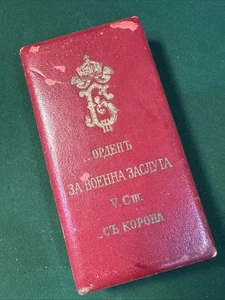 ОРДЕНЪ
ЗА ВОЕННА ЗАСЛУГА
V. Ст.
СЪ КОРОНА